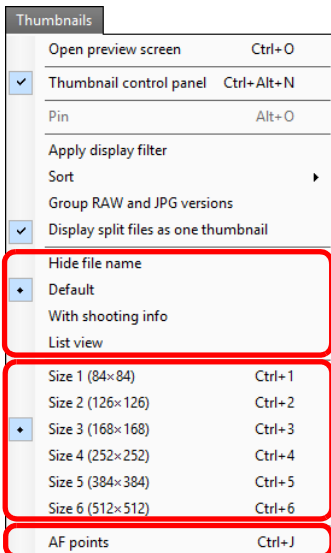 Thumbnails
Open preview screen Ctrl+O
Thumbnail control panel Ctrl+Alt+N
Pin Alt+O
Apply display filter
Sort
Group RAW and JPG versions
Display split files as one thumbnail
Hide file name
Default
With shooting info
List view
Size 1 (84×84) Ctrl+1
Size 2 (126×126) Ctrl+2
Size 3 (168×168) Ctrl+3
Size 4 (252×252) Ctrl+4
Size 5 (384×384) Ctrl+5
Size 6 (512×512) Ctrl+6
AF points Ctrl+J